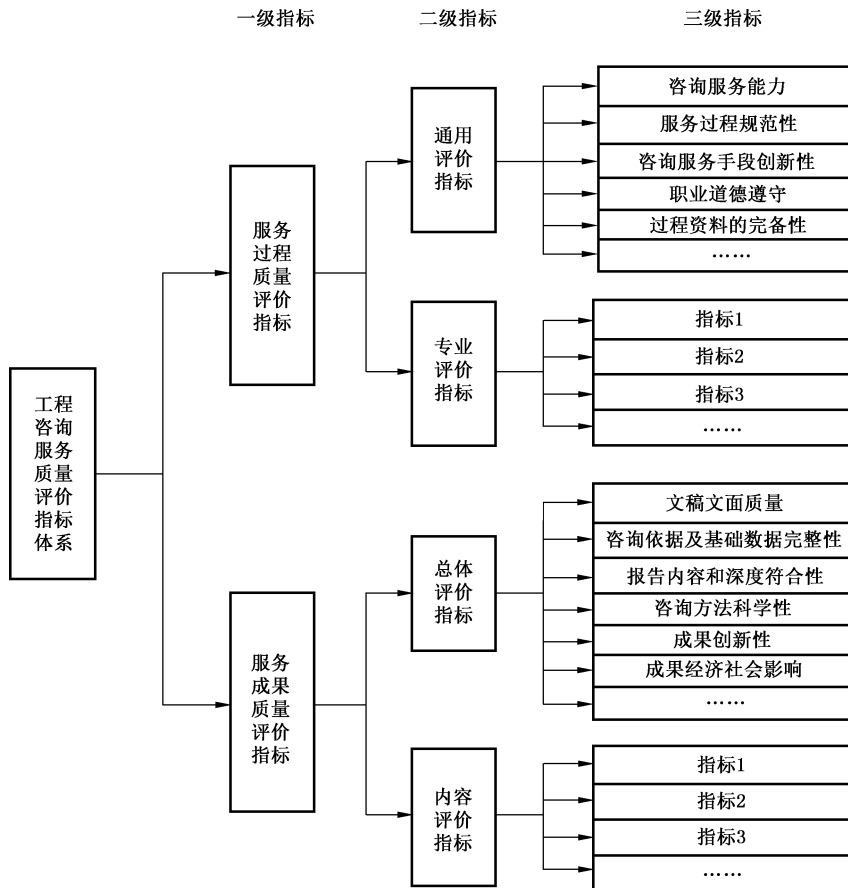 一级指标
二级指标
三级指标
工程
咨询
服务
质量
评价
指标
体系
服务
过程
质量
评价
指标
通用
评价
指标
咨询服务能力
服务过程规范性
咨询服务手段创新性
职业道德遵守
过程资料的完备性
……
专业
评价
指标
指标1
指标2
指标3
……
服务
成果
质量
评价
指标
总体
评价
指标
文稿文面质量
咨询依据及基础数据完整性
报告内容和深度符合性
咨询方法科学性
成果创新性
成果经济社会影响
……
内容
评价
指标
指标1
指标2
指标3
……